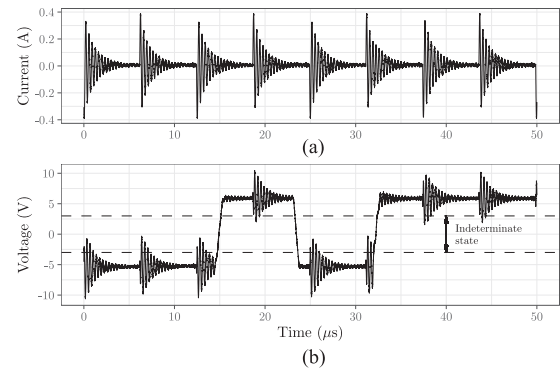 0.4
0.2
0.0
-0.2
-0.4
Current (A)
0 10 20 30 40 50
(a)
10
5
0
-5
-10
Voltage (V)
Indeterminate
state
0 10 20 30 40 50
Time (μs)
(b)